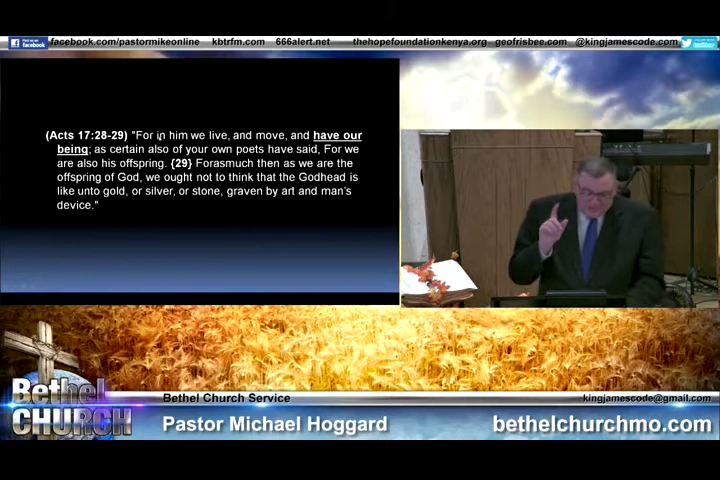 facebook.com/pastormikeonline kbtrfm.com 666alert.net thehopefoundationkenya.org geofrisbee.com @kingjamescode.com
(Acts 17:28-29) "For in him we live, and move, and have our
being; as certain also of your own poets have said, For we
are also his offspring. {29} Forasmuch then as we are the
offspring of God, we ought not to think that the Godhead is
like unto gold, or silver, or stone, graven by art and man's
device."
Bethel
CHURCH
Bethel Church Service kingjamescode@gmail.com
Pastor Michael Hoggard bethelchurchmo.com